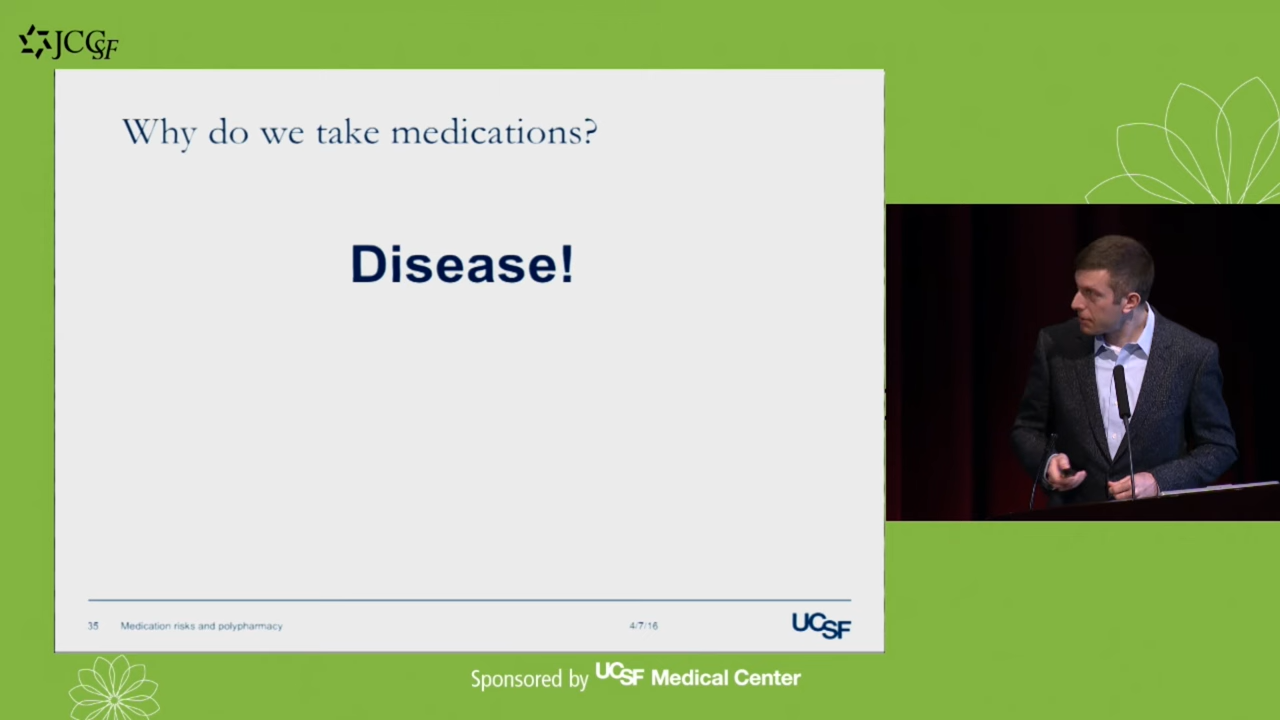 JCCSF
Why do we take medications?
Disease!
35 Medication risks and polypharmacy 4/7/16 UCSF
Sponsored by UCSF Medical Center